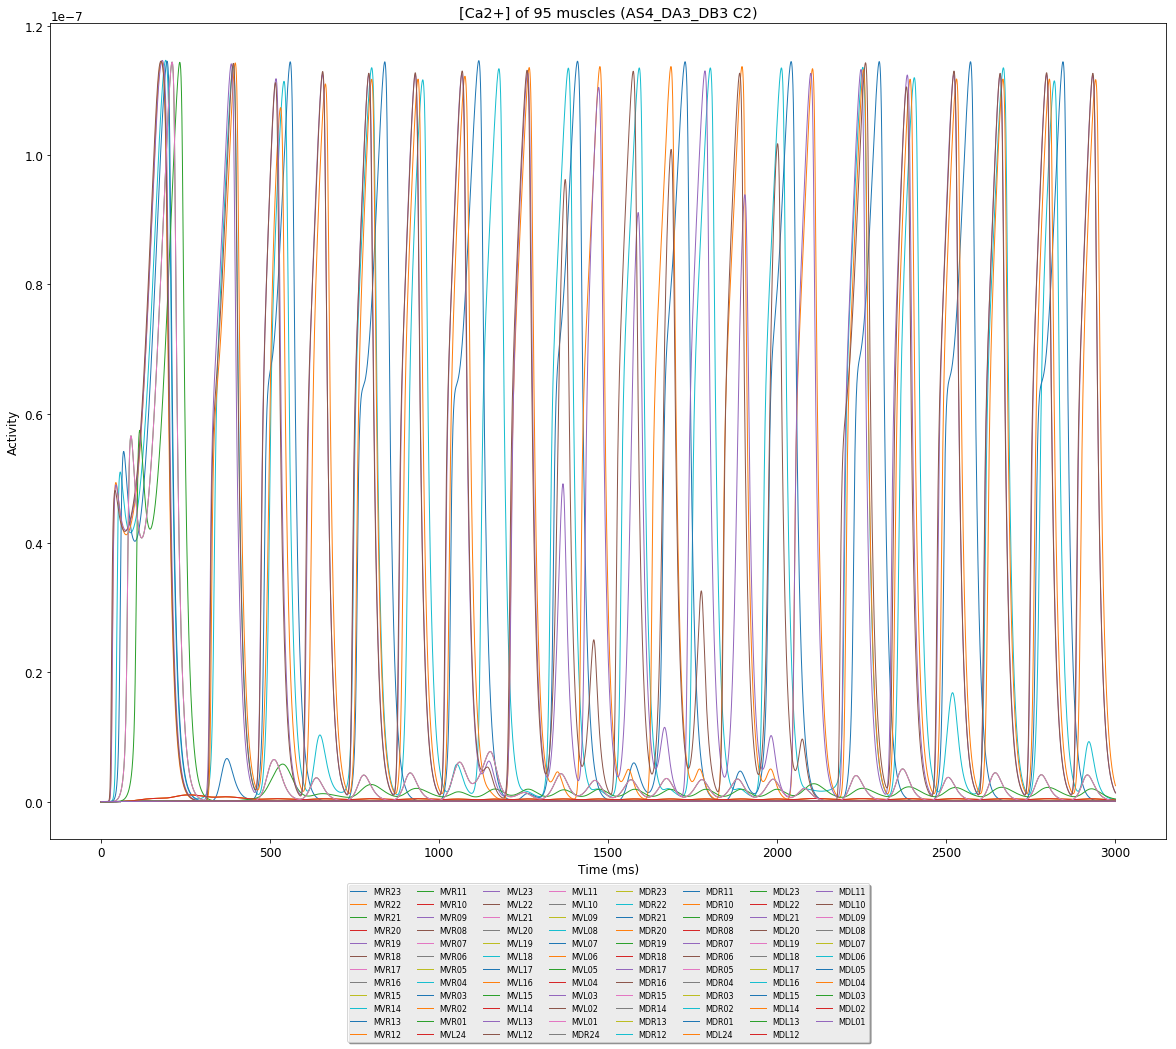 [Ca2+] of 95 muscles (AS4_DA3_DB3 C2)
1e−7
1.2
1.0
0.8
0.6
0.4
0.2
0.0
Activity
0 500 1000 1500 2000 2500 3000
Time (ms)
MVR23 MVR11 MVL23 MVL11 MDR23 MDR11 MDL23 MDL11
MVR22 MVR10 MVL22 MVL10 MDR22 MDR10 MDL22 MDL10
MVR21 MVR09 MVL21 MVL09 MDR21 MDR09 MDL21 MDL09
MVR20 MVR08 MVL20 MVL08 MDR20 MDR08 MDL20 MDL08
MVR19 MVR07 MVL19 MVL07 MDR19 MDR07 MDL19 MDL07
MVR18 MVR06 MVL18 MVL06 MDR18 MDR06 MDL18 MDL06
MVR17 MVR05 MVL17 MVL05 MDR17 MDR05 MDL17 MDL05
MVR16 MVR04 MVL16 MVL04 MDR16 MDR04 MDL16 MDL04
MVR15 MVR03 MVL15 MVL03 MDR15 MDR03 MDL15 MDL03
MVR14 MVR02 MVL14 MVL02 MDR14 MDR02 MDL14 MDL02
MVR13 MVR01 MVL13 MVL01 MDR13 MDR01 MDL13 MDL01
MVR12 MVL24 MVL12 MDR24 MDR12 MDL24 MDL12